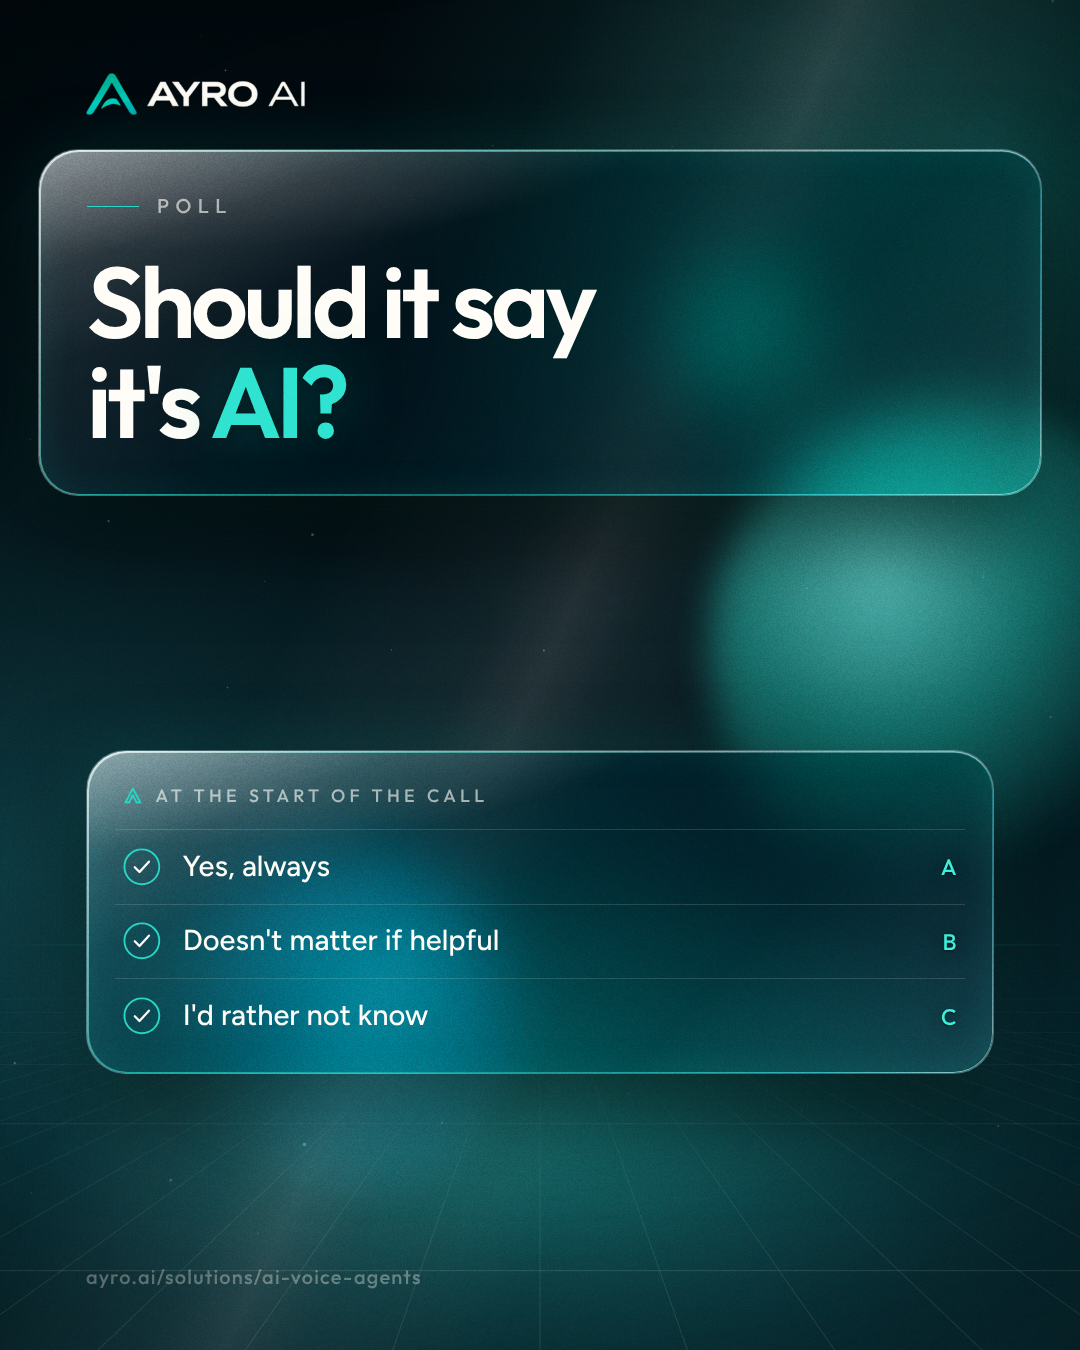 AYRO AI
POLL
Should it say
it's AI?
AT THE START OF THE CALL
Yes, always
A
Doesn't matter if helpful
B
I'd rather not know
C
ayro.ai/solutions/ai-voice-agents